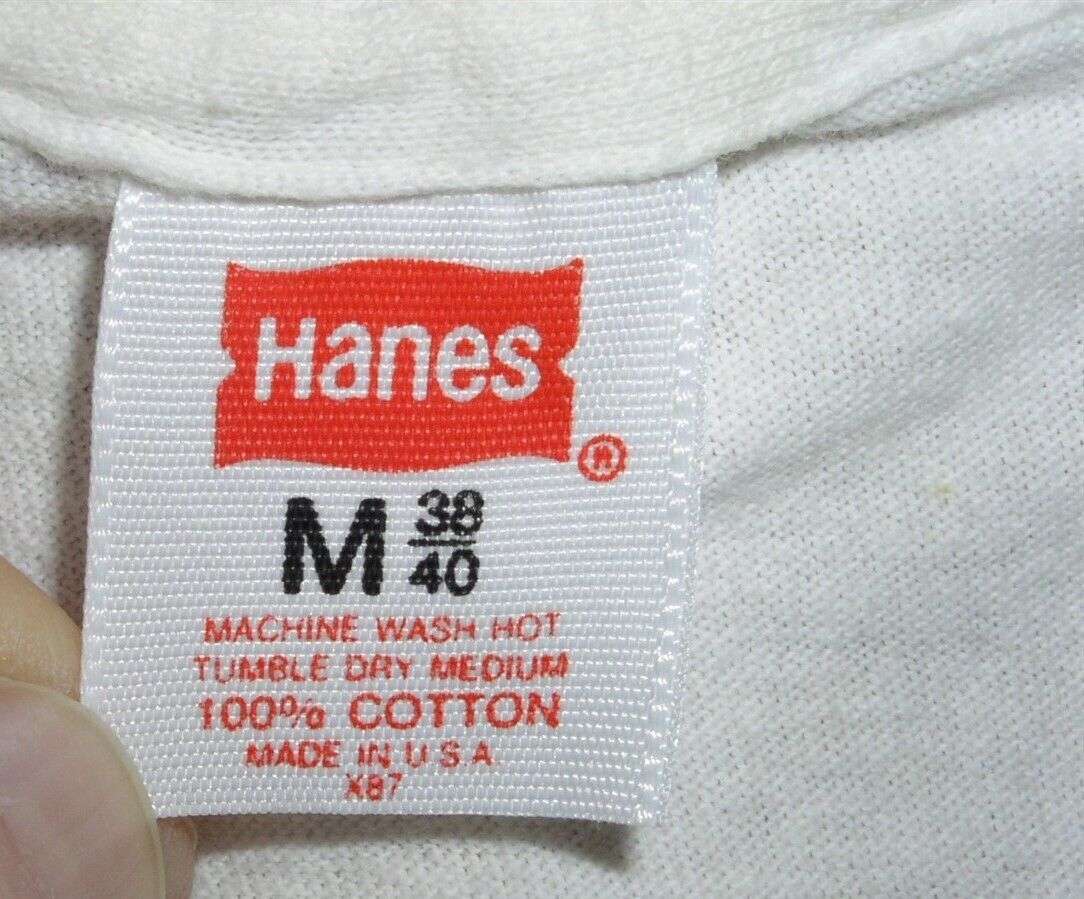 Hanes
®
M 38/40
MACHINE WASH HOT
TUMBLE DRY MEDIUM
100% COTTON
MADE IN U.S.A
X87